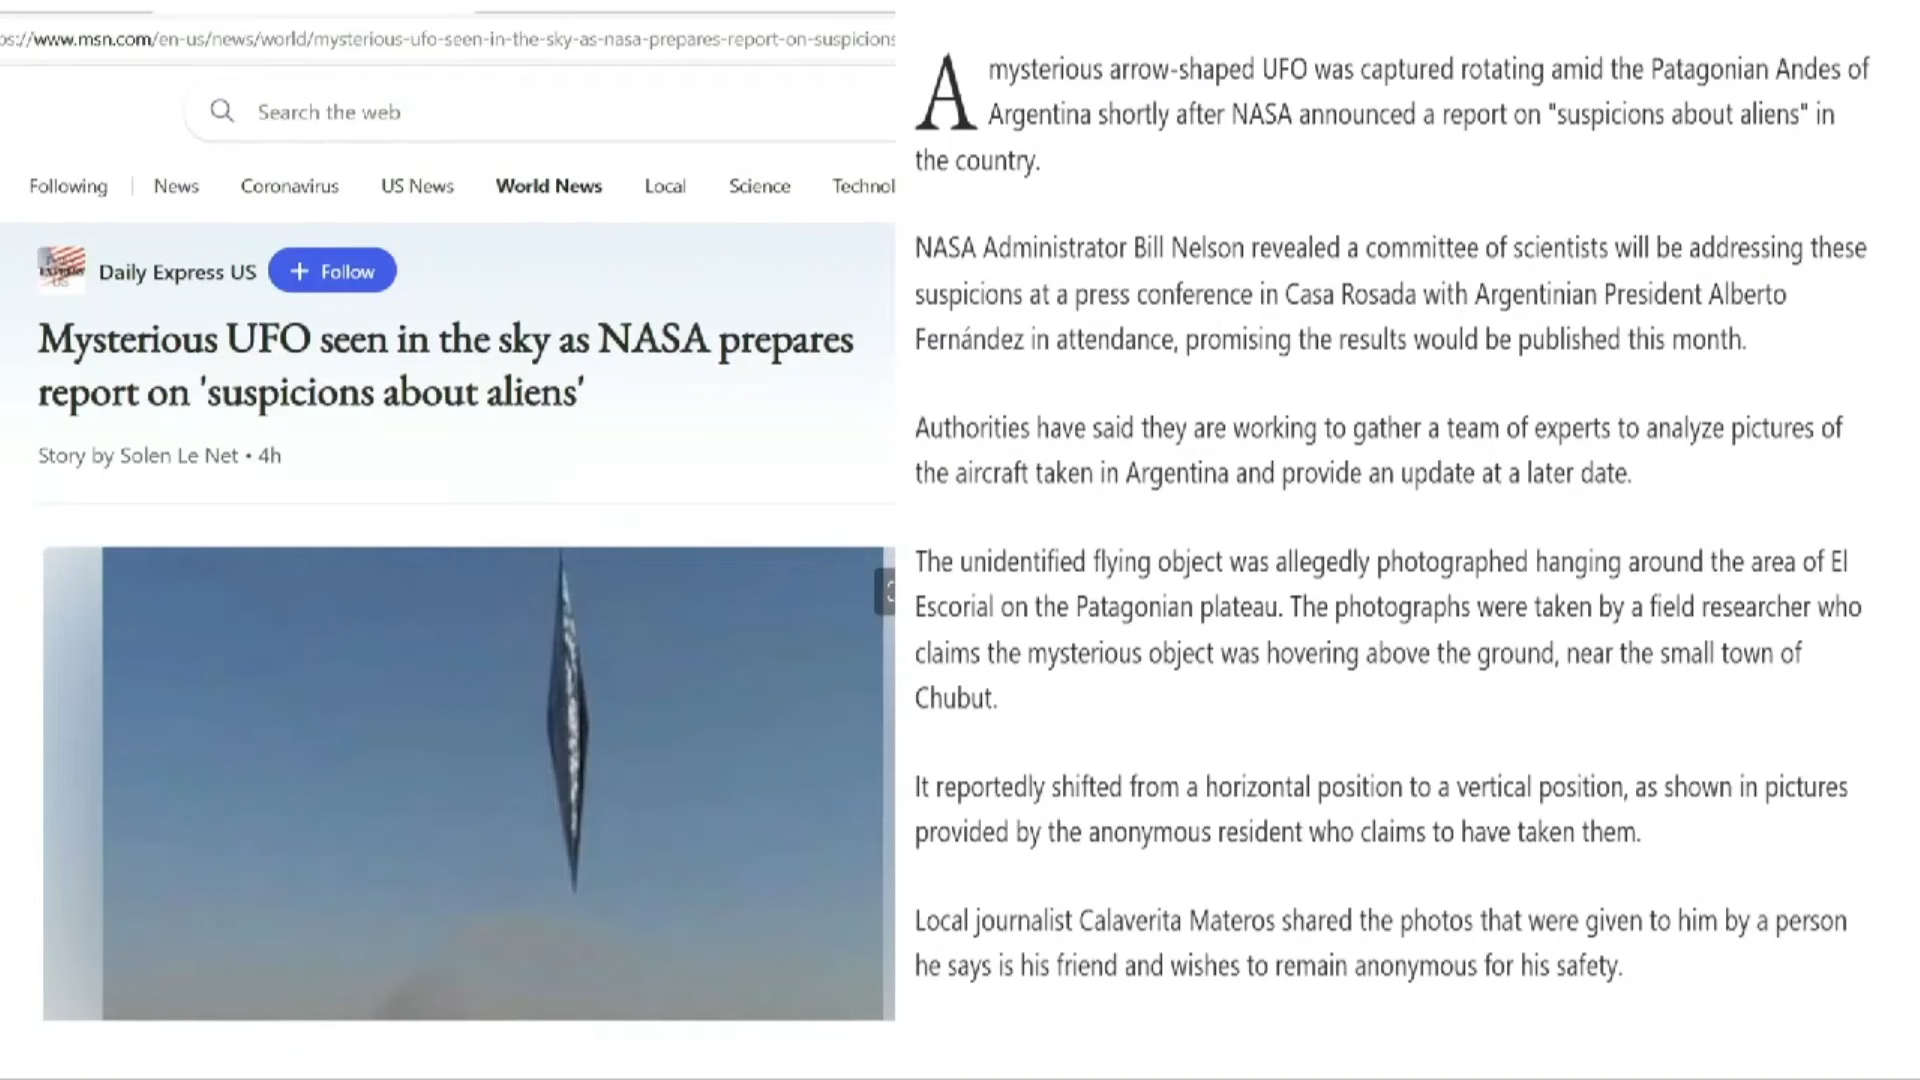 https://www.msn.com/en-us/news/world/mysterious-ufo-seen-in-the-sky-as-nasa-prepares-report-on-suspicions
Search the web
Following | News Coronavirus US News World News Local Science Technol
Daily Express US + Follow
Mysterious UFO seen in the sky as NASA prepares
report on 'suspicions about aliens'
Story by Solen Le Net • 4h
A mysterious arrow-shaped UFO was captured rotating amid the Patagonian Andes of
Argentina shortly after NASA announced a report on "suspicions about aliens" in
the country.
NASA Administrator Bill Nelson revealed a committee of scientists will be addressing these
suspicions at a press conference in Casa Rosada with Argentinian President Alberto
Fernández in attendance, promising the results would be published this month.
Authorities have said they are working to gather a team of experts to analyze pictures of
the aircraft taken in Argentina and provide an update at a later date.
The unidentified flying object was allegedly photographed hanging around the area of El
Escorial on the Patagonian plateau. The photographs were taken by a field researcher who
claims the mysterious object was hovering above the ground, near the small town of
Chubut.
It reportedly shifted from a horizontal position to a vertical position, as shown in pictures
provided by the anonymous resident who claims to have taken them.
Local journalist Calaverita Materos shared the photos that were given to him by a person
he says is his friend and wishes to remain anonymous for his safety.